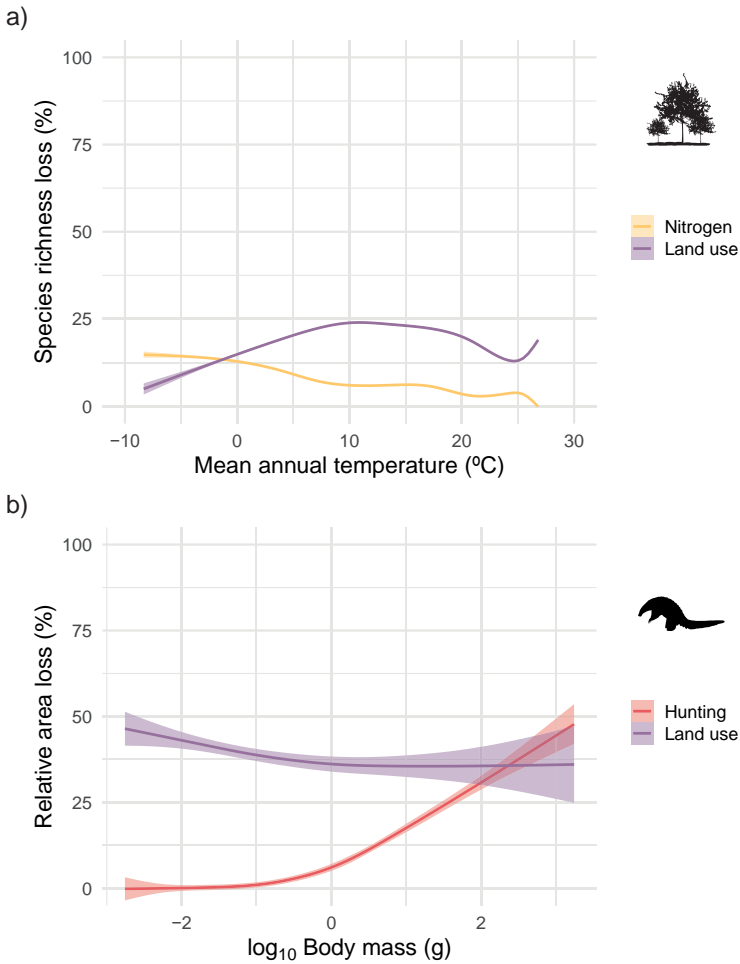 a)
Species richness loss (%)
100
75
50
25
0
−10 0 10 20 30
Mean annual temperature (ºC)
Nitrogen
Land use
b)
Relative area loss (%)
100
75
50
25
0
−2 0 2
log10 Body mass (g)
Hunting
Land use